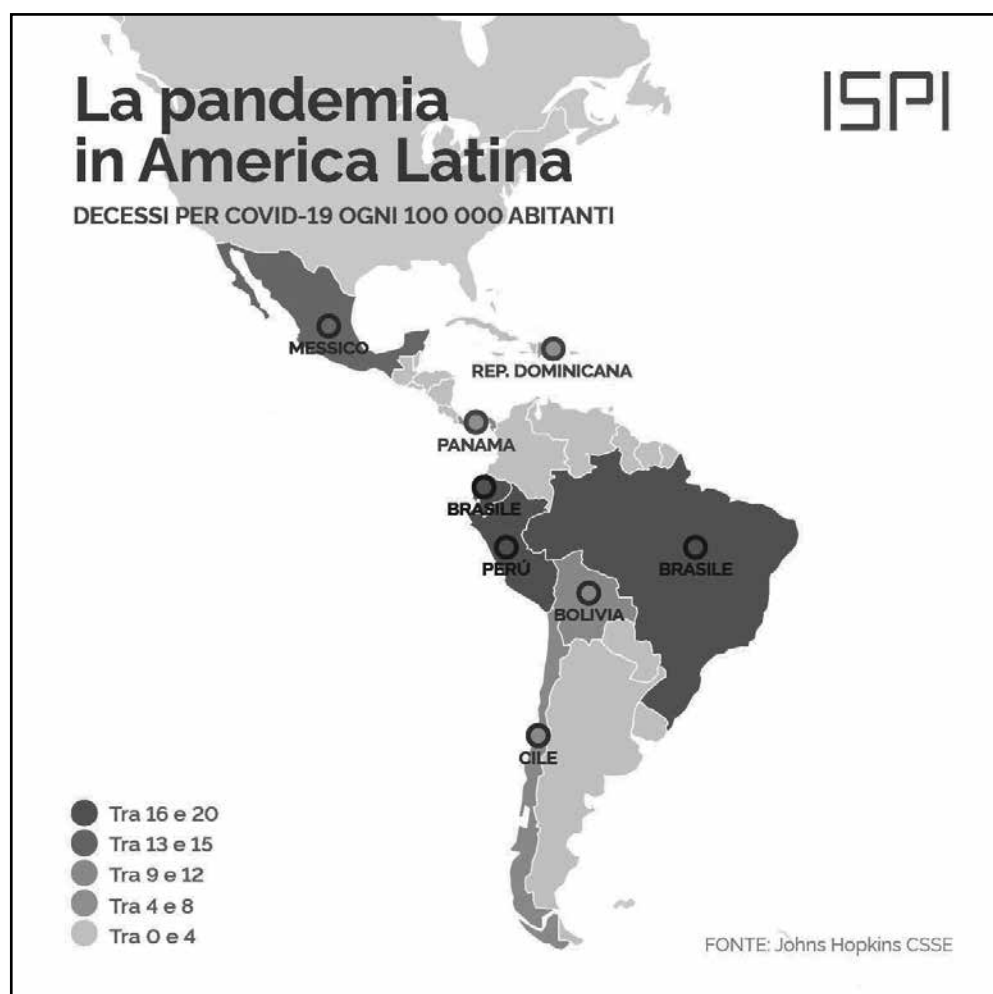 La pandemia
in America Latina
ISPI
DECESSI PER COVID-19 OGNI 100 000 ABITANTI
MESSICO
REP. DOMINICANA
PANAMA
BRASILE
PERÚ
BRASILE
BOLIVIA
CILE
Tra 16 e 20
Tra 13 e 15
Tra 9 e 12
Tra 4 e 8
Tra 0 e 4
FONTE: Johns Hopkins CSSE